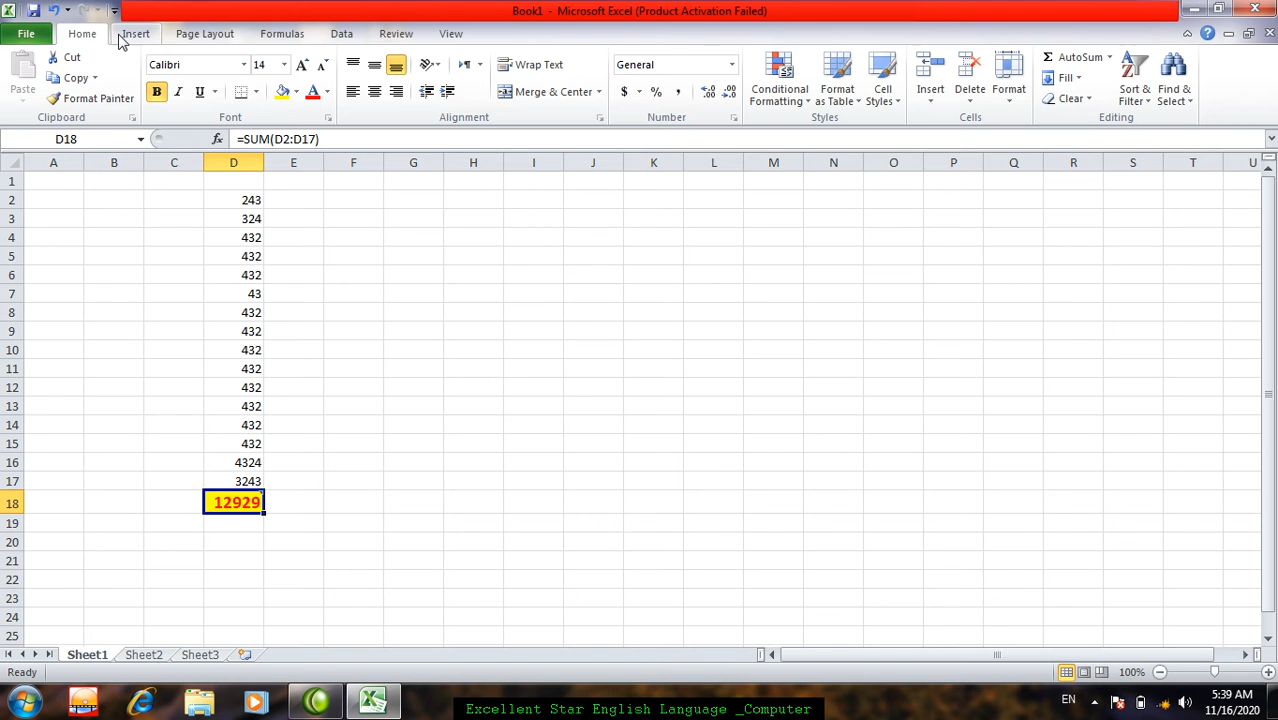 Book1 - Microsoft Excel (Product Activation Failed)
File Home Insert Page Layout Formulas Data Review View
Paste
Cut
Copy
Format Painter
Clipboard
Calibri 14
B I U
Font
Wrap Text
Merge & Center
Alignment
General
$ % ,
Number
Conditional Formatting
Format as Table
Cell Styles
Styles
Insert
Delete
Format
Cells
Σ AutoSum
Fill
Clear
Sort & Filter
Find & Select
Editing
D18 fx =SUM(D2:D17)
A B C D E F G H I J K L M N O P Q R S T U
1
2 243
3 324
4 432
5 432
6 432
7 43
8 432
9 432
10 432
11 432
12 432
13 432
14 432
15 432
16 4324
17 3243
18 12929
19
20
21
22
23
24
25
Sheet1 Sheet2 Sheet3
Ready 100%
EN
5:39 AM
11/16/2020
Excellent Star English Language _Computer